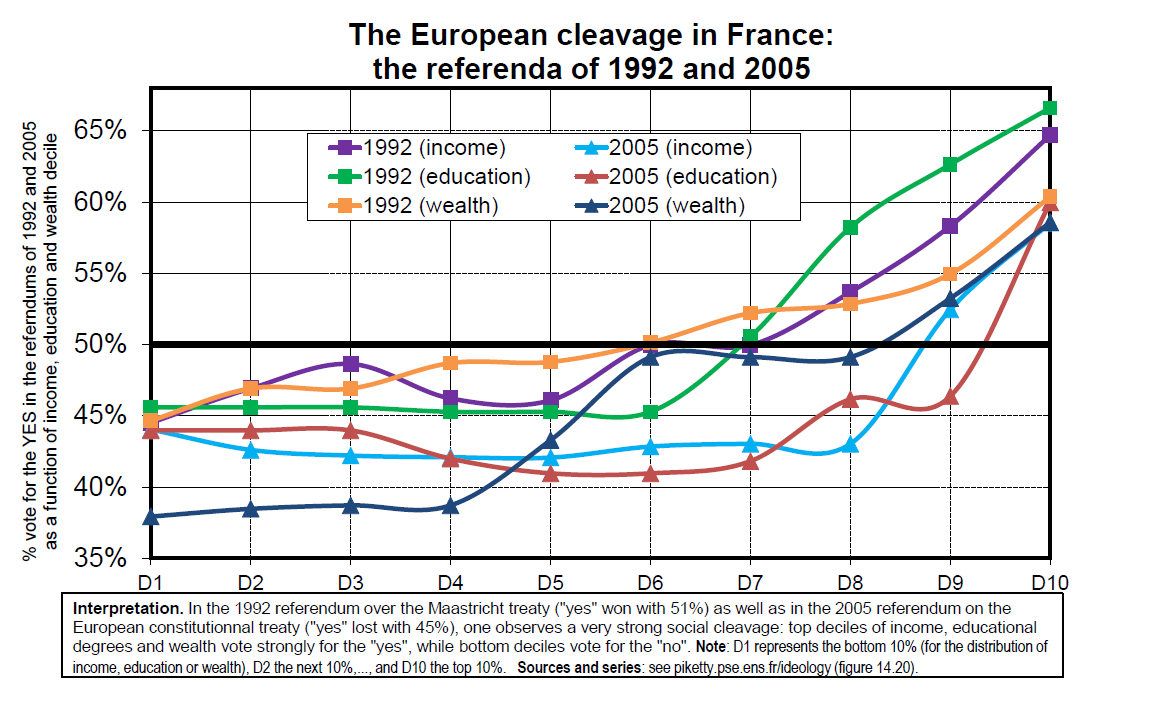 The European cleavage in France:
the referenda of 1992 and 2005
% vote for the YES in the referendums of 1992 and 2005
as a function of income, education and wealth decile
65%
60%
55%
50%
45%
40%
35%
1992 (income)
2005 (income)
1992 (education)
2005 (education)
1992 (wealth)
2005 (wealth)
D1 D2 D3 D4 D5 D6 D7 D8 D9 D10
Interpretation. In the 1992 referendum over the Maastricht treaty ("yes" won with 51%) as well as in the 2005 referendum on the
European constitutionnal treaty ("yes" lost with 45%), one observes a very strong social cleavage: top deciles of income, educational
degrees and wealth vote strongly for the "yes", while bottom deciles vote for the "no". Note: D1 represents the bottom 10% (for the distribution of
income, education or wealth), D2 the next 10%,..., and D10 the top 10%. Sources and series: see piketty.pse.ens.fr/ideology (figure 14.20).